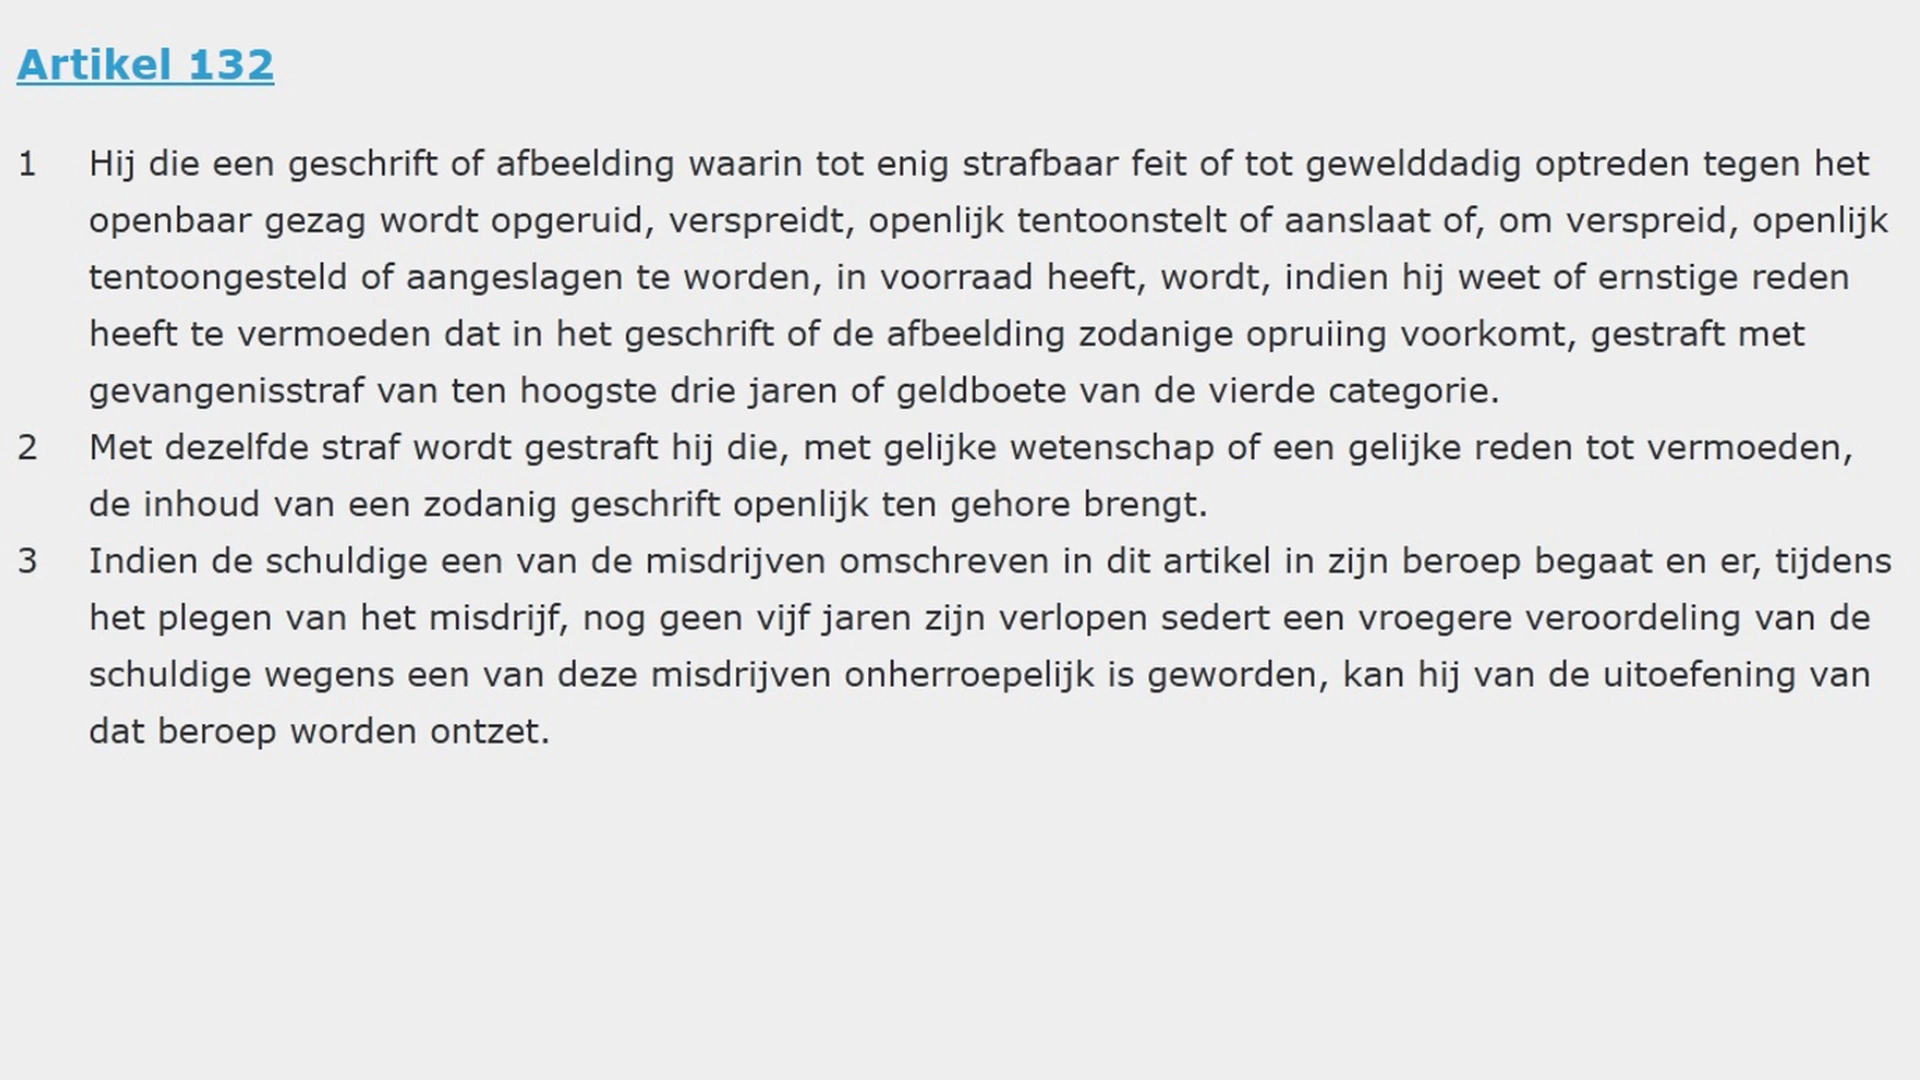 Artikel 132
1 Hij die een geschrift of afbeelding waarin tot enig strafbaar feit of tot gewelddadig optreden tegen het
openbaar gezag wordt opgeruid, verspreidt, openlijk tentoonstelt of aanslaat of, om verspreid, openlijk
tentoongesteld of aangeslagen te worden, in voorraad heeft, wordt, indien hij weet of ernstige reden
heeft te vermoeden dat in het geschrift of de afbeelding zodanige opruiing voorkomt, gestraft met
gevangenisstraf van ten hoogste drie jaren of geldboete van de vierde categorie.
2 Met dezelfde straf wordt gestraft hij die, met gelijke wetenschap of een gelijke reden tot vermoeden,
de inhoud van een zodanig geschrift openlijk ten gehore brengt.
3 Indien de schuldige een van de misdrijven omschreven in dit artikel in zijn beroep begaat en er, tijdens
het plegen van het misdrijf, nog geen vijf jaren zijn verlopen sedert een vroegere veroordeling van de
schuldige wegens een van deze misdrijven onherroepelijk is geworden, kan hij van de uitoefening van
dat beroep worden ontzet.